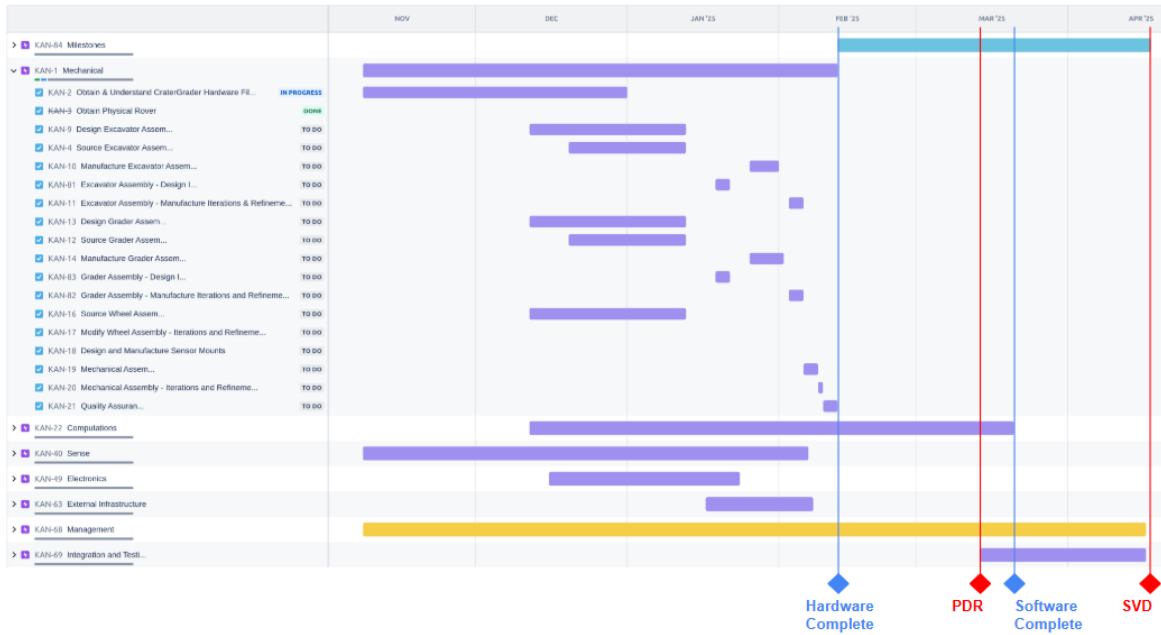 NOV DEC JAN '25 FEB '25 MAR '25 APR '25
KAN-84 Milestones
KAN-1 Mechanical
KAN-2 Obtain & Understand CraterGrader Hardware Fil... IN PROGRESS
KAN-3 Obtain Physical Rover DONE
KAN-9 Design Excavator Assem... TO DO
KAN-4 Source Excavator Assem... TO DO
KAN-10 Manufacture Excavator Assem... TO DO
KAN-81 Excavator Assembly - Design I... TO DO
KAN-11 Excavator Assembly - Manufacture Iterations & Refineme... TO DO
KAN-13 Design Grader Assem... TO DO
KAN-12 Source Grader Assem... TO DO
KAN-14 Manufacture Grader Assem... TO DO
KAN-83 Grader Assembly - Design I... TO DO
KAN-82 Grader Assembly - Manufacture Iterations and Refineme... TO DO
KAN-16 Source Wheel Assem... TO DO
KAN-17 Modify Wheel Assembly - Iterations and Refineme... TO DO
KAN-18 Design and Manufacture Sensor Mounts TO DO
KAN-19 Mechanical Assem... TO DO
KAN-20 Mechanical Assembly - Iterations and Refineme... TO DO
KAN-21 Quality Assuran... TO DO
KAN-22 Computations
KAN-40 Sense
KAN-49 Electronics
KAN-63 External Infrastructure
KAN-68 Management
KAN-69 Integration and Testi...
Hardware PDR Software SVD
Complete Complete